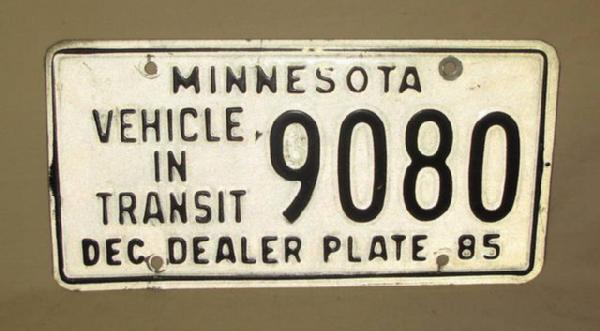 MINNESOTA
VEHICLE
IN
TRANSIT
9080
DEC DEALER PLATE 85